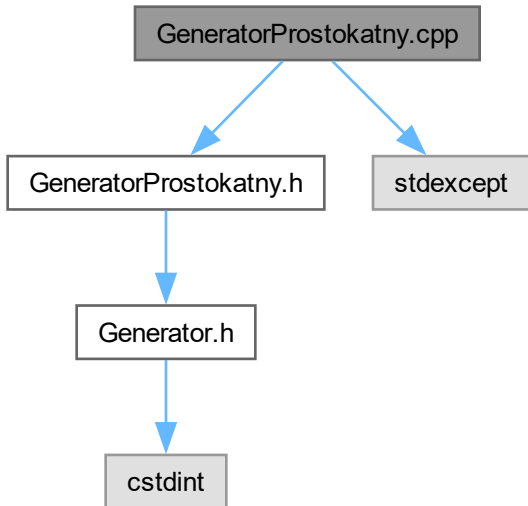 GeneratorProstokatny.cpp
GeneratorProstokatny.h
stdexcept
Generator.h
cstdint